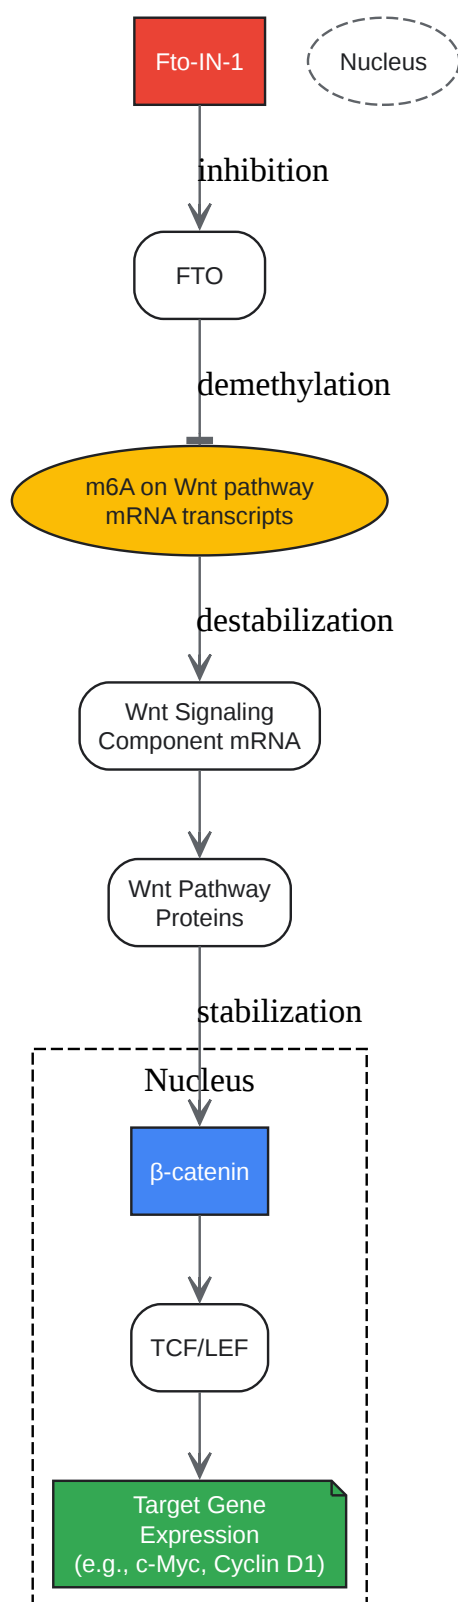 Fto-IN-1
Nucleus
inhibition
FTO
demethylation
m6A on Wnt pathway
mRNA transcripts
destabilization
Wnt Signaling
Component mRNA
Wnt Pathway
Proteins
stabilization
Nucleus
β-catenin
TCF/LEF
Target Gene
Expression
(e.g., c-Myc, Cyclin D1)